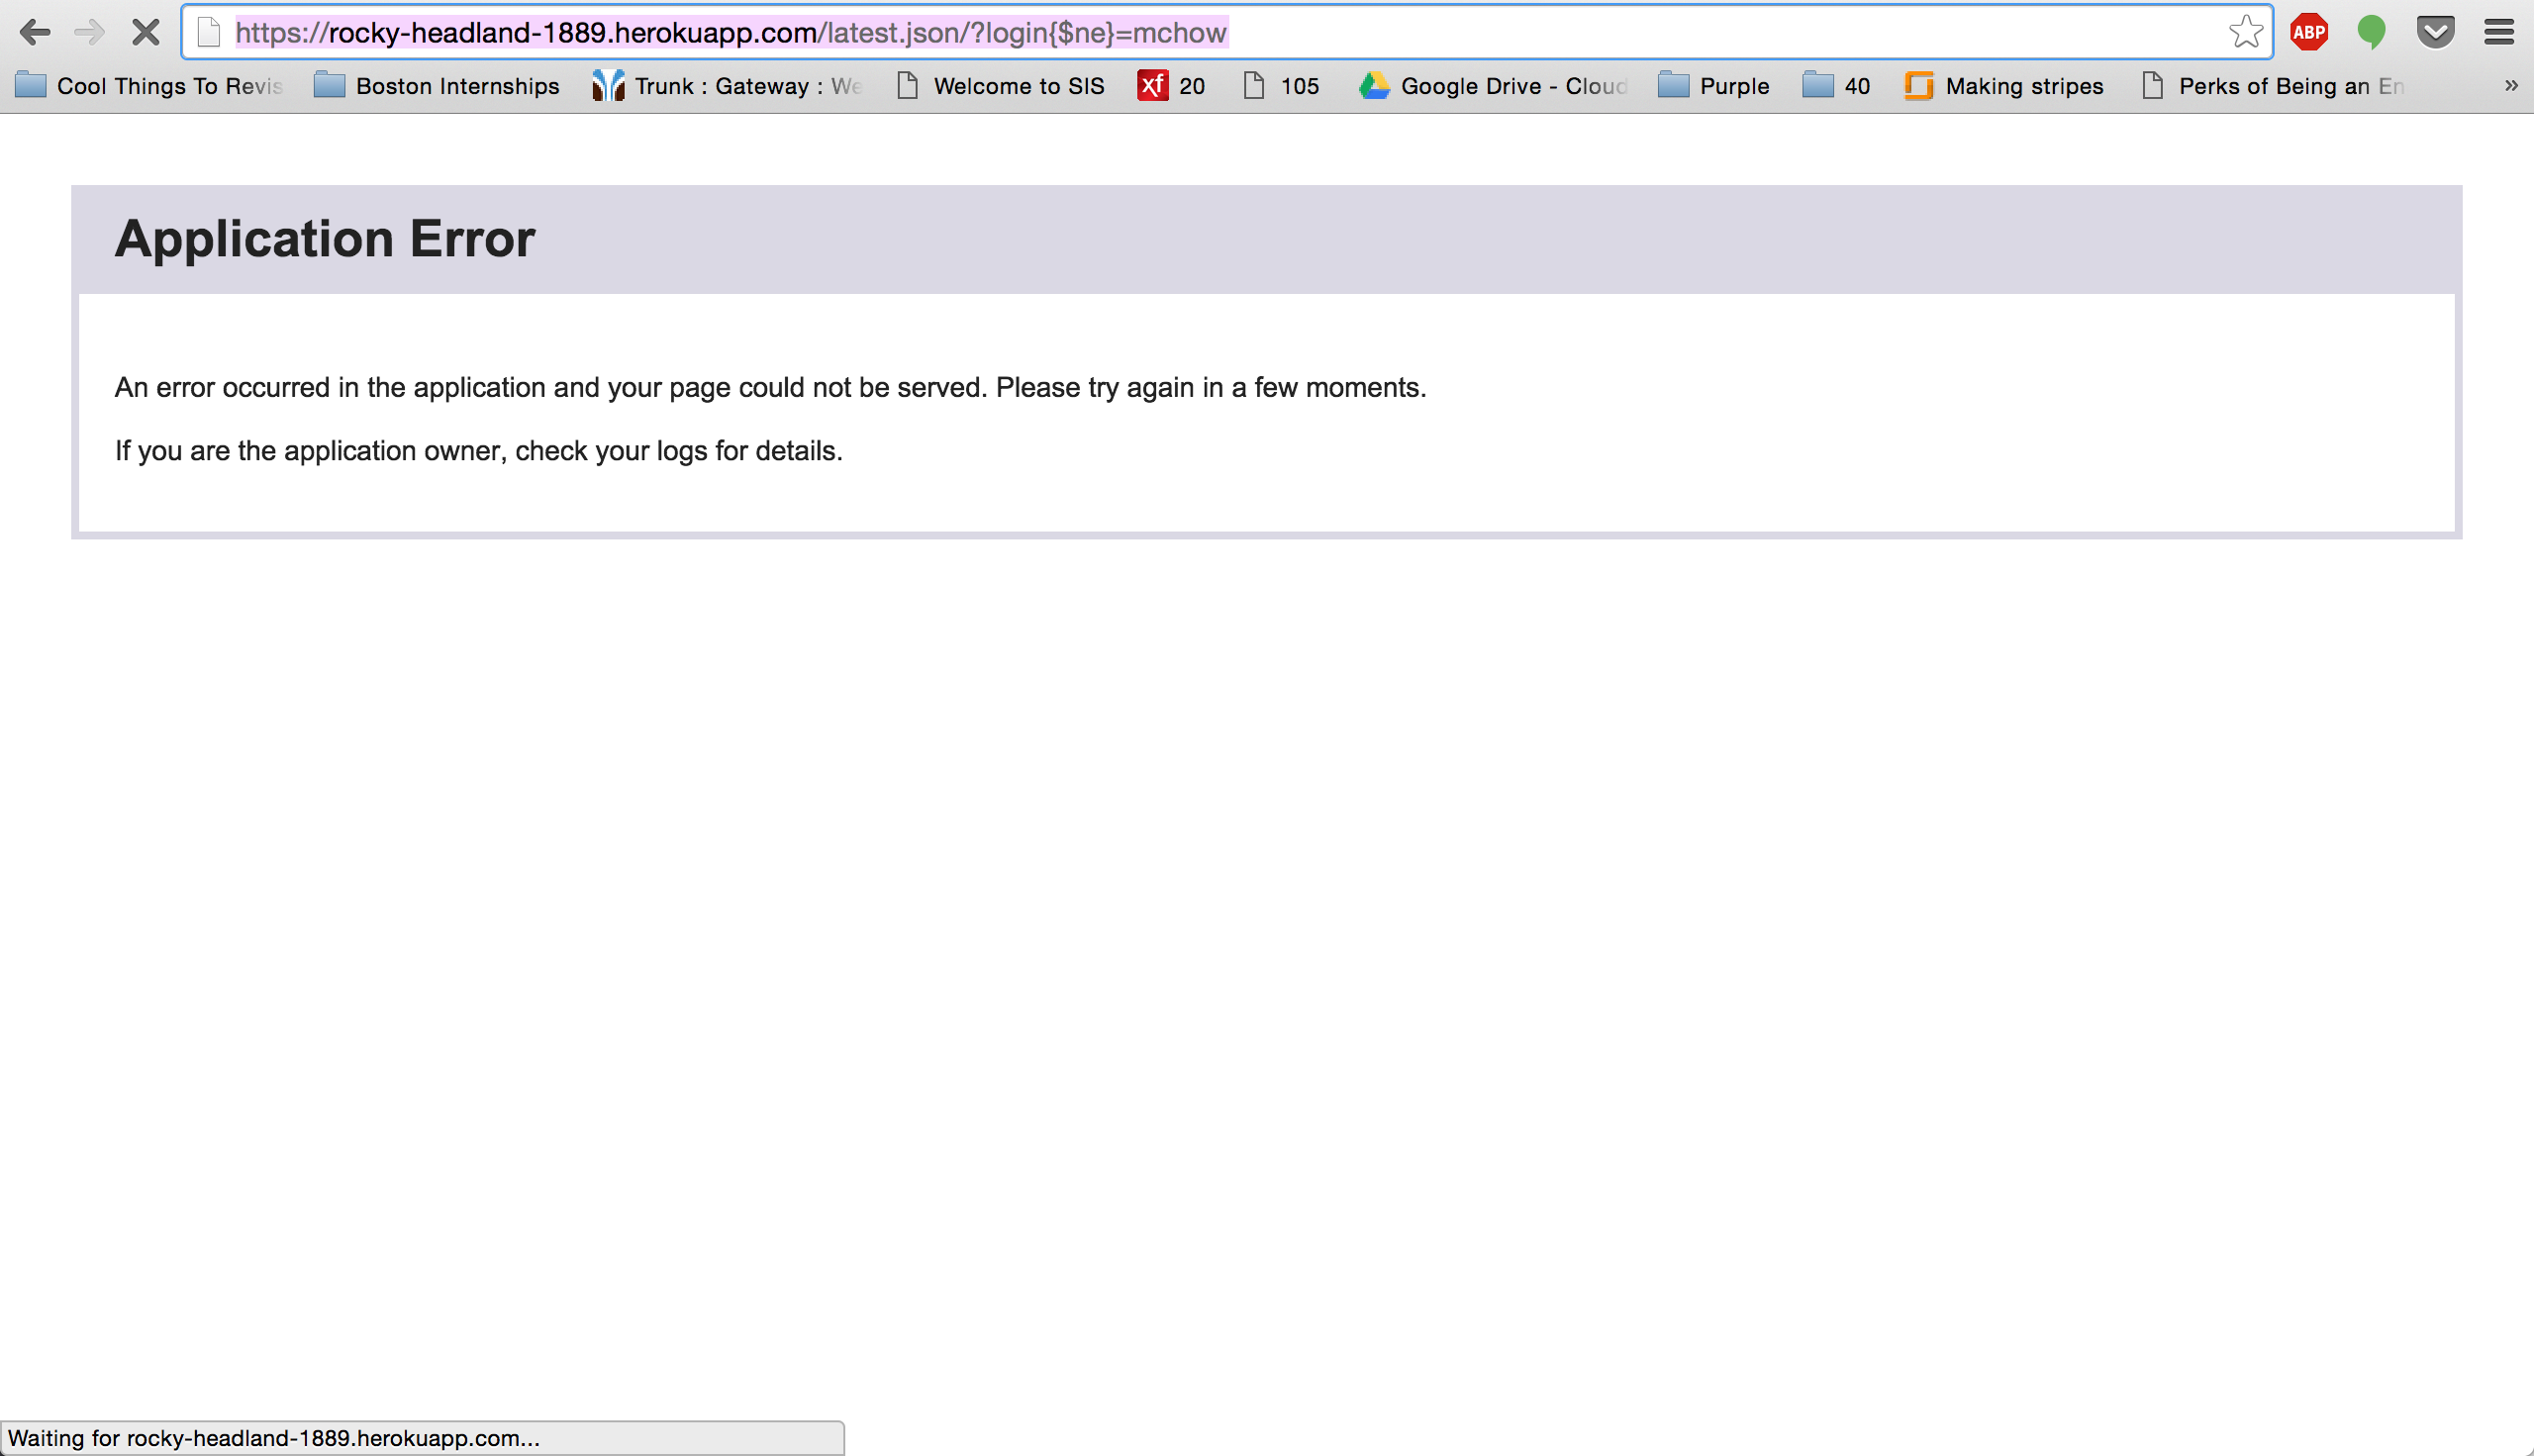 https://rocky-headland-1889.herokuapp.com/latest.json/?login{$ne}=mchow
ABP
Cool Things To Revis
Boston Internships
Trunk : Gateway : We
Welcome to SIS
xf 20
105
Google Drive - Cloud
Purple
40
Making stripes
Perks of Being an En
»
Application Error
An error occurred in the application and your page could not be served. Please try again in a few moments.
If you are the application owner, check your logs for details.
Waiting for rocky-headland-1889.herokuapp.com...